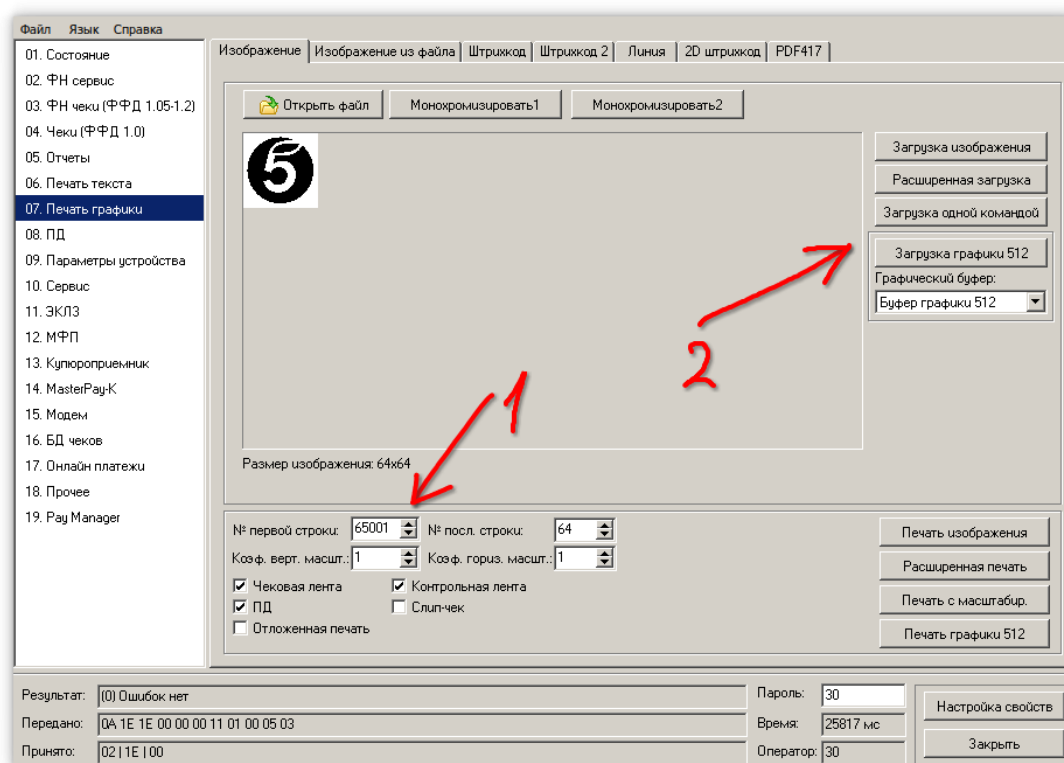 Файл Язык Справка
01. Состояние
02. ФН сервис
03. ФН чеки (ФФД 1.05-1.2)
04. Чеки (ФФД 1.0)
05. Отчеты
06. Печать текста
07. Печать графики
08. ПД
09. Параметры устройства
10. Сервис
11. ЭКЛЗ
12. МФП
13. Купюроприемник
14. MasterPay-K
15. Модем
16. БД чеков
17. Онлайн платежи
18. Прочее
19. Pay Manager
Изображение Изображение из файла Штрихкод Штрихкод 2 Линия 2D штрихкод PDF417
Открыть файл Монохромизировать1 Монохромизировать2
5
Загрузка изображения
Расширенная загрузка
Загрузка одной командой
Загрузка графики 512
Графический буфер:
Буфер графики 512
1
2
Размер изображения: 64x64
№ первой строки: 65001 № посл. строки: 64
Коэф. верт. масшт.: 1 Коэф. гориз. масшт.: 1
Чековая лента Контрольная лента
ПД Слип-чек
Отложенная печать
Печать изображения
Расширенная печать
Печать с масштабир.
Печать графики 512
Результат: (0) Ошибок нет
Передано: 0A 1E 1E 00 00 00 11 01 00 05 03
Принято: 02 | 1E | 00
Пароль: 30
Время: 25817 мс
Оператор: 30
Настройка свойств
Закрыть